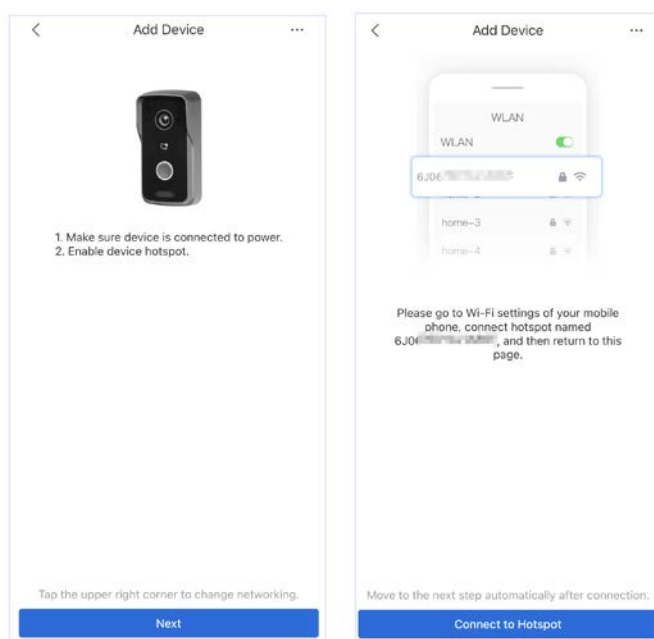 Add Device
...
1. Make sure device is connected to power.
2. Enable device hotspot.
Tap the upper right corner to change networking.
Next
Add Device
...
WLAN
WLAN
home-3
home-4
Please go to Wi-Fi settings of your mobile
phone, connect hotspot named
, and then return to this
page.
Move to the next step automatically after connection.
Connect to Hotspot